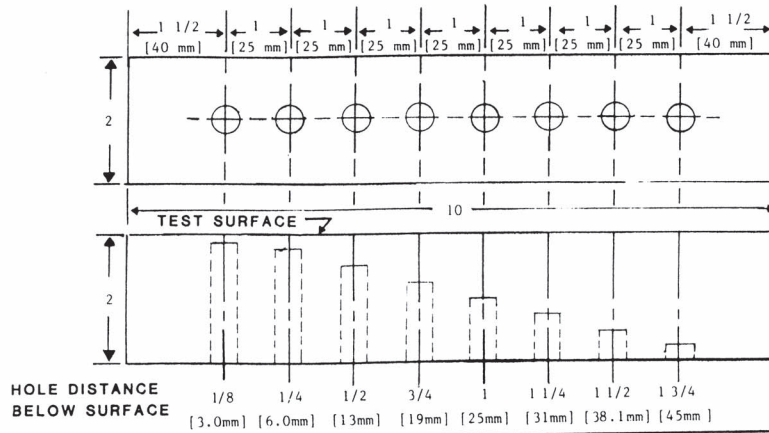 1 1/2 1 1 1 1 1 1 1 1 1/2
[40 mm] [25 mm] [25 mm] [25 mm] [25 mm] [25 mm] [25 mm] [25 mm] [40 mm]
2
10
TEST SURFACE
2
HOLE DISTANCE 1/8 1/4 1/2 3/4 1 1 1/4 1 1/2 1 3/4
BELOW SURFACE [3.0mm] [6.0mm] [13mm] [19mm] [25mm] [31mm] [38.1mm] [45mm]